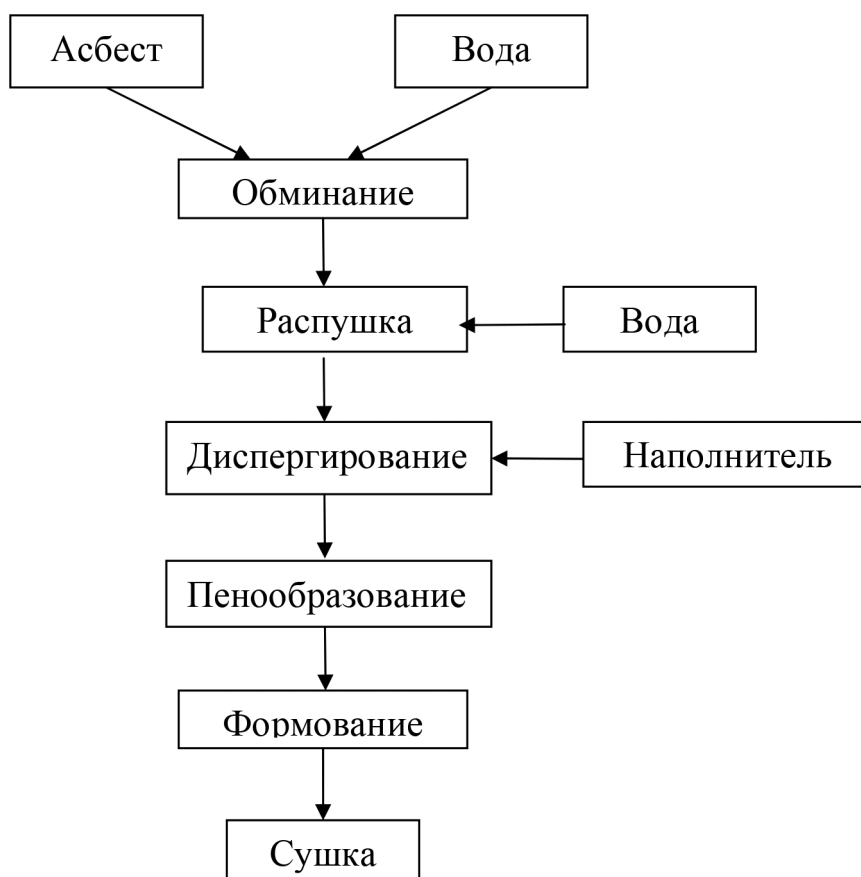 Асбест
Вода
Обминание
Распушка
Вода
Диспергирование
Наполнитель
Пенообразование
Формование
Сушка